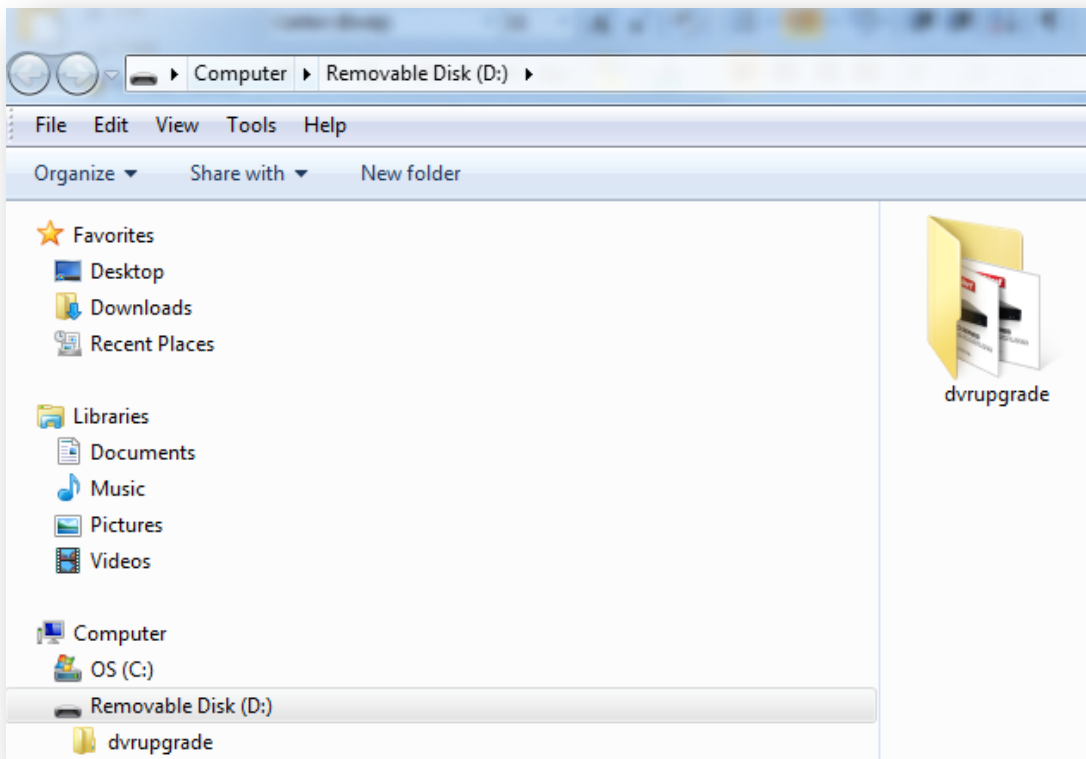 Computer Removable Disk (D:)
File Edit View Tools Help
Organize Share with New folder
Favorites
Desktop
Downloads
Recent Places
Libraries
Documents
Music
Pictures
Videos
Computer
OS (C:)
Removable Disk (D:)
dvrupgrade
dvrupgrade